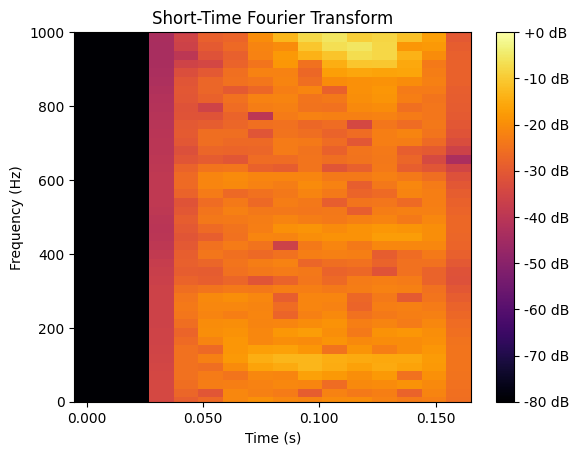 Short-Time Fourier Transform
Frequency (Hz)
1000
800
600
400
200
0
0.000
0.050
0.100
0.150
Time (s)
+0 dB
-10 dB
-20 dB
-30 dB
-40 dB
-50 dB
-60 dB
-70 dB
-80 dB